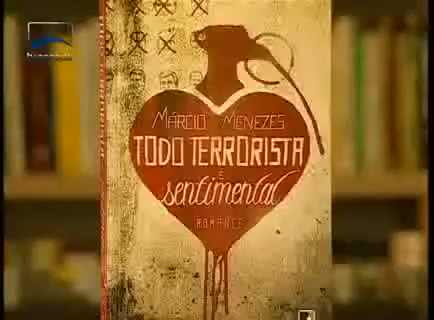 MÁRCIO MENEZES
TODO TERRORISTA
É
sentimental
ROMANCE